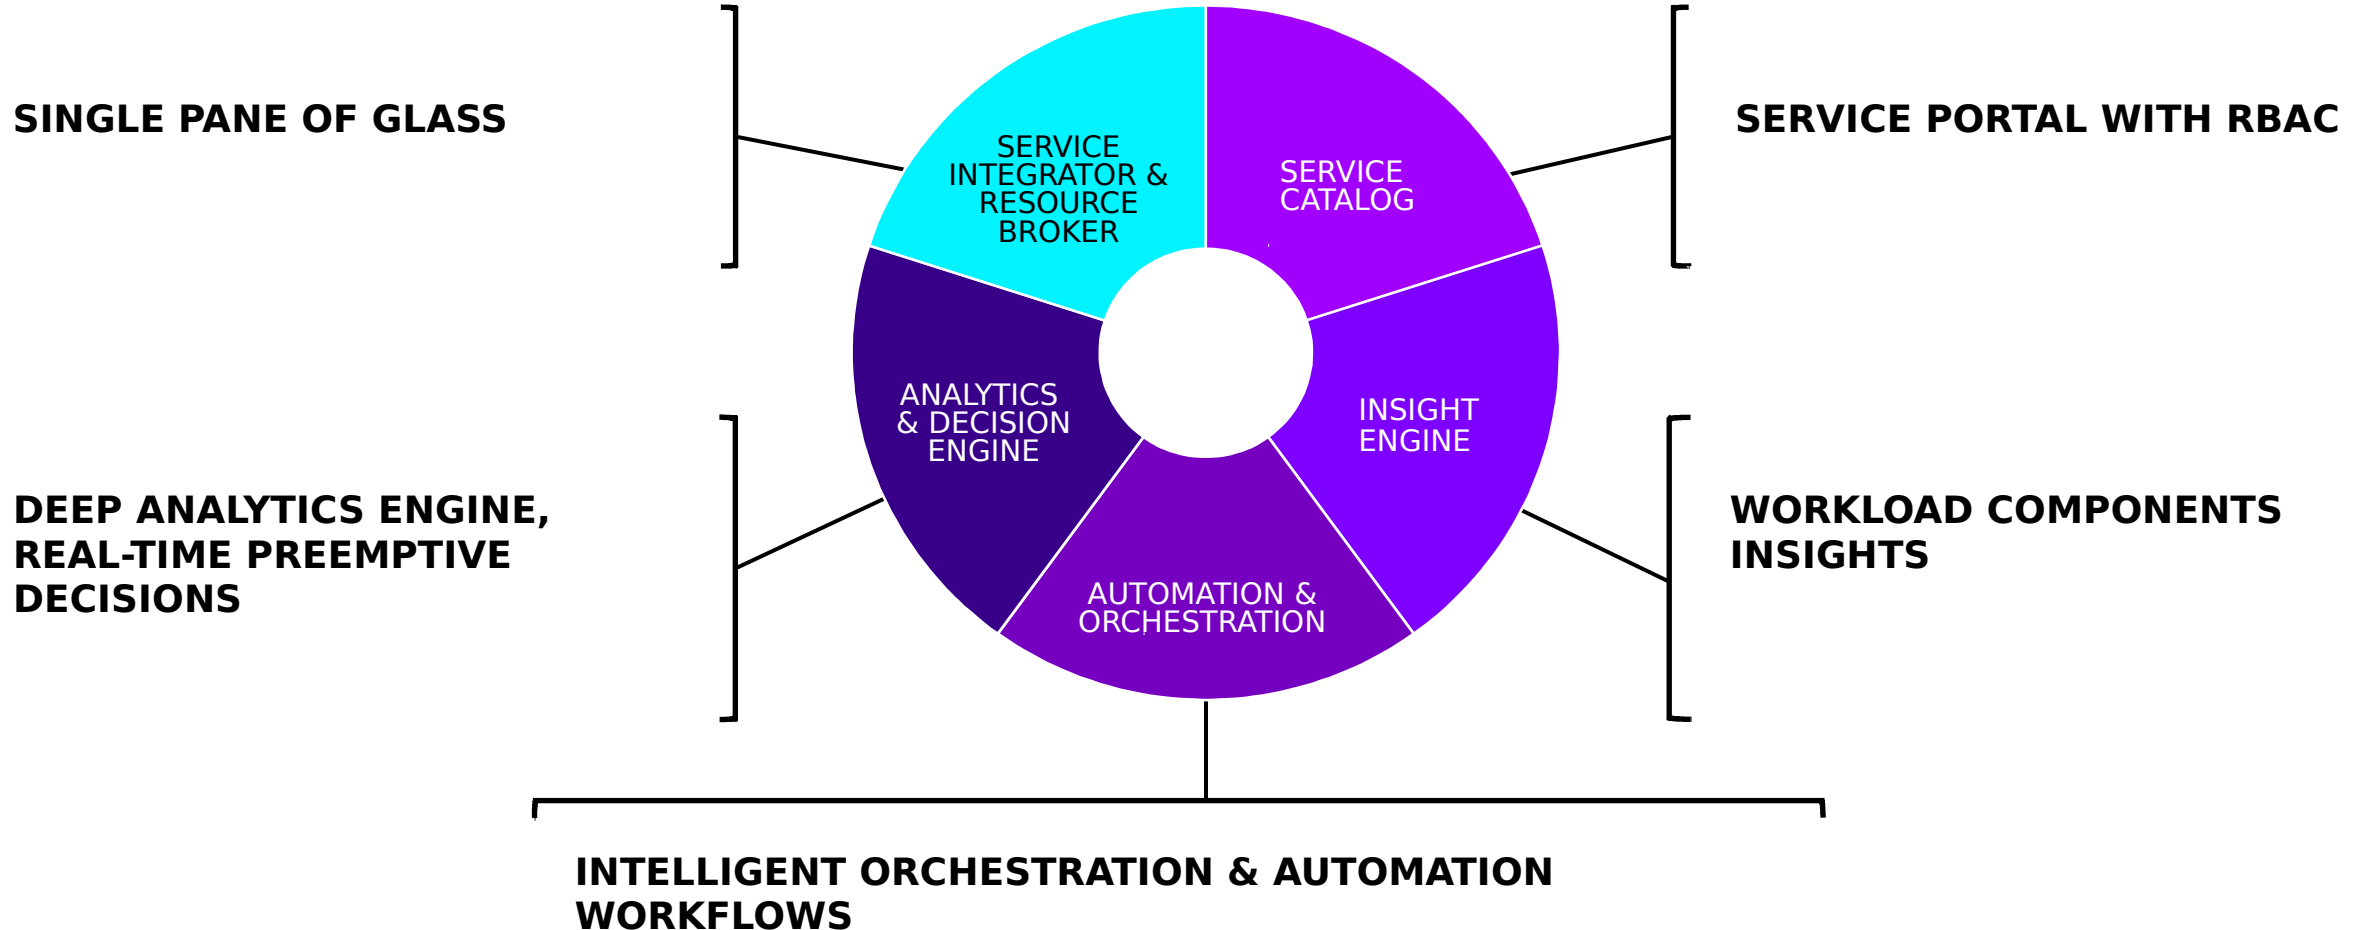 SINGLE PANE OF GLASS
SERVICE
INTEGRATOR &
RESOURCE
BROKER
SERVICE
CATALOG
SERVICE PORTAL WITH RBAC
ANALYTICS
& DECISION
ENGINE
INSIGHT
ENGINE
DEEP ANALYTICS ENGINE,
REAL-TIME PREEMPTIVE
DECISIONS
WORKLOAD COMPONENTS
INSIGHTS
AUTOMATION &
ORCHESTRATION
INTELLIGENT ORCHESTRATION & AUTOMATION
WORKFLOWS